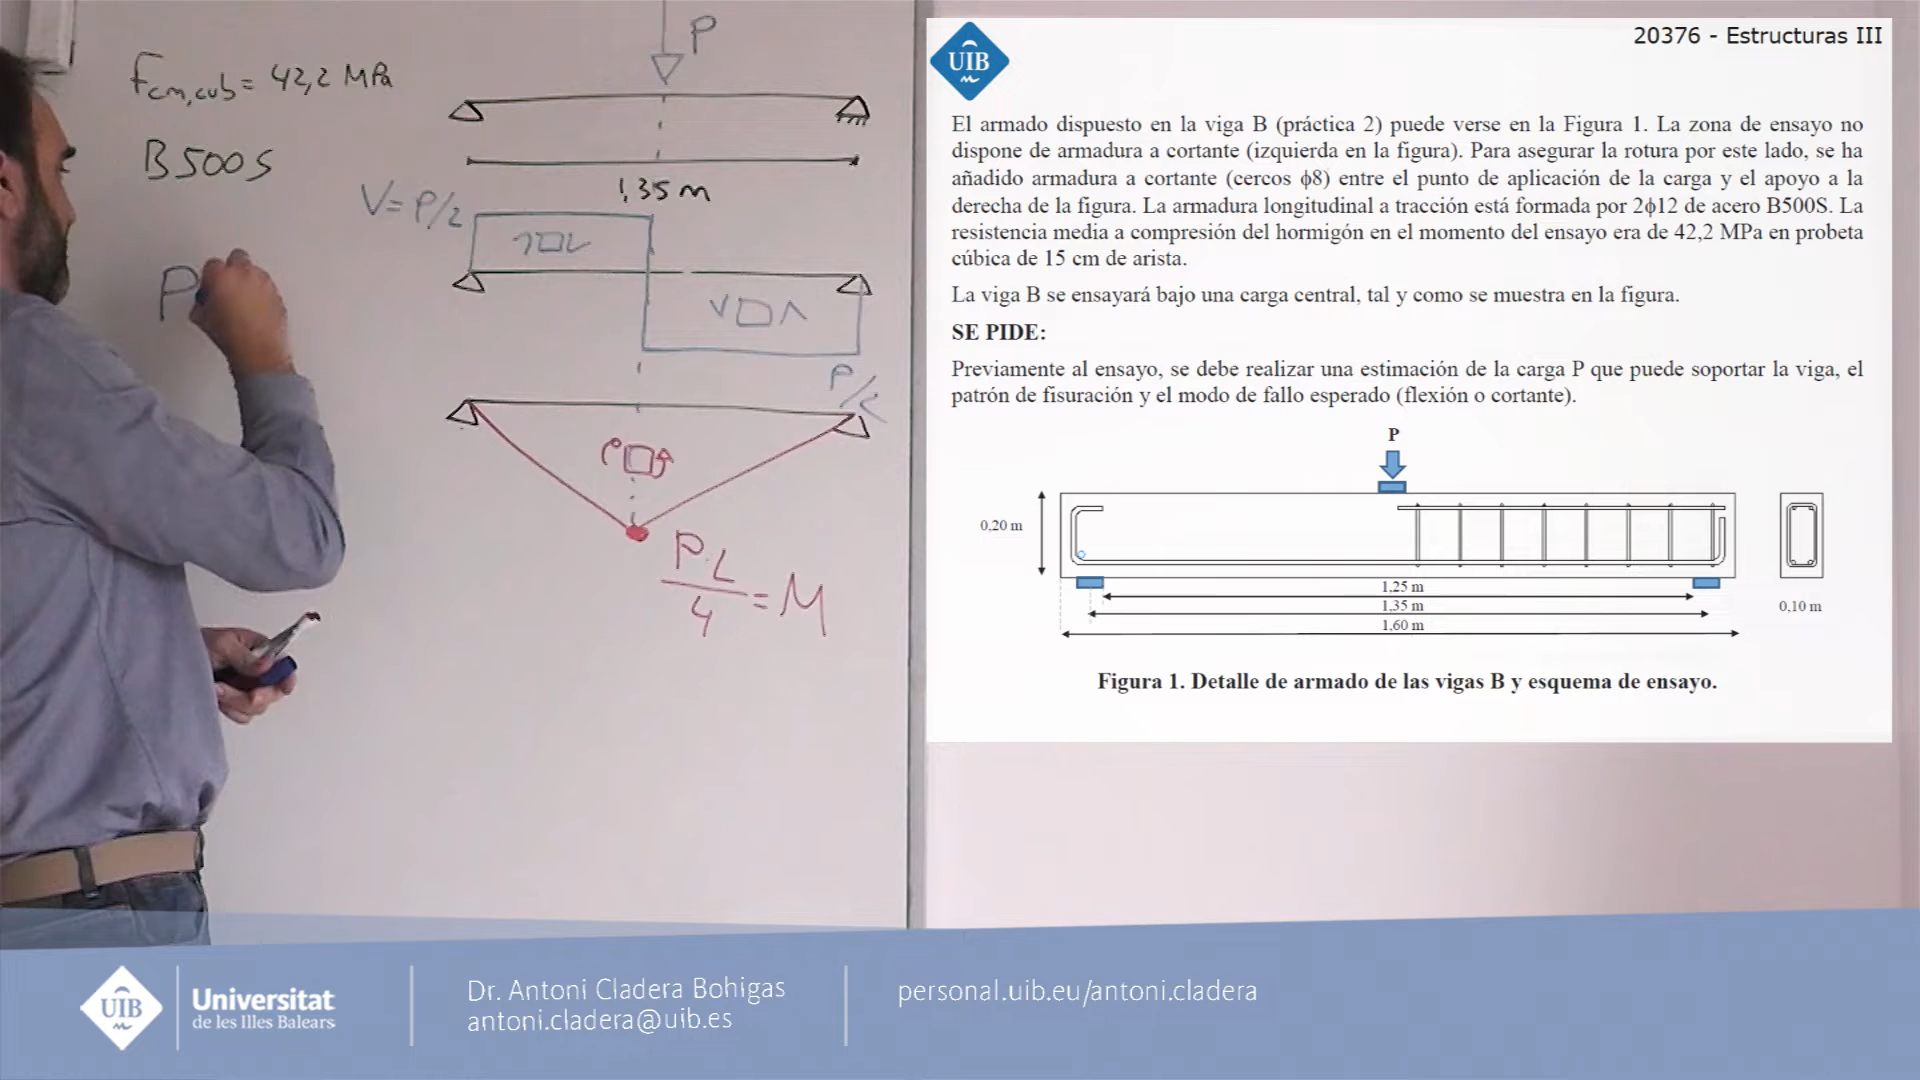 Fcm,cub = 42,2 MPa
B500S
P
P
1,35 m
V=P/2
P/2
P.L
4
= M
UIB
20376 - Estructuras III
El armado dispuesto en la viga B (práctica 2) puede verse en la Figura 1. La zona de ensayo no
dispone de armadura a cortante (izquierda en la figura). Para asegurar la rotura por este lado, se ha
añadido armadura a cortante (cercos ϕ8) entre el punto de aplicación de la carga y el apoyo a la
derecha de la figura. La armadura longitudinal a tracción está formada por 2ϕ12 de acero B500S. La
resistencia media a compresión del hormigón en el momento del ensayo era de 42,2 MPa en probeta
cúbica de 15 cm de arista.
La viga B se ensayará bajo una carga central, tal y como se muestra en la figura.
SE PIDE:
Previamente al ensayo, se debe realizar una estimación de la carga P que puede soportar la viga, el
patrón de fisuración y el modo de fallo esperado (flexión o cortante).
P
0,20 m
1,25 m
1,35 m
1,60 m
0,10 m
Figura 1. Detalle de armado de las vigas B y esquema de ensayo.
UIB
Universitat
de les Illes Balears
Dr. Antoni Cladera Bohigas
antoni.cladera@uib.es
personal.uib.eu/antoni.cladera